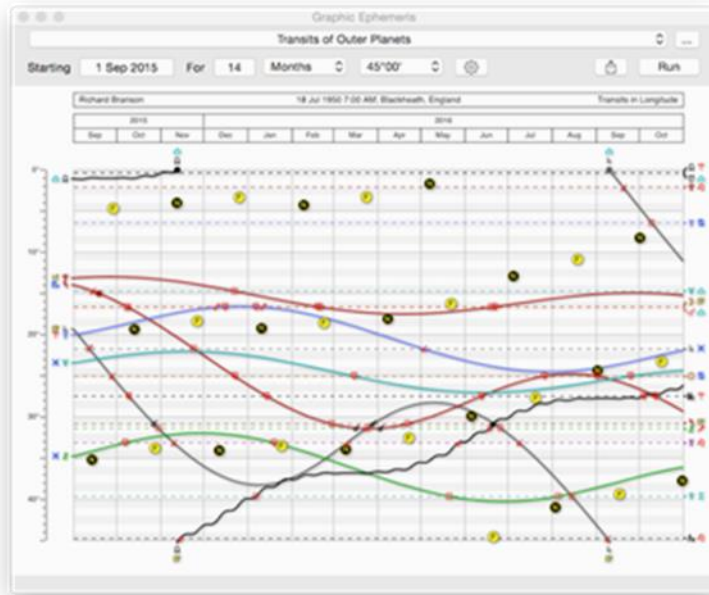 Graphic Ephemeris
Transits of Outer Planets
...
Starting 1 Sep 2015 For 14 Months 45°00' Run
Richard Branson 18 Jul 1950 7:00 AM, Blackheath, England Transits in Longitude
2015 2016
Sep Oct Nov Dec Jan Feb Mar Apr May Jun Jul Aug Sep Oct
0°
10°
20°
30°
40°